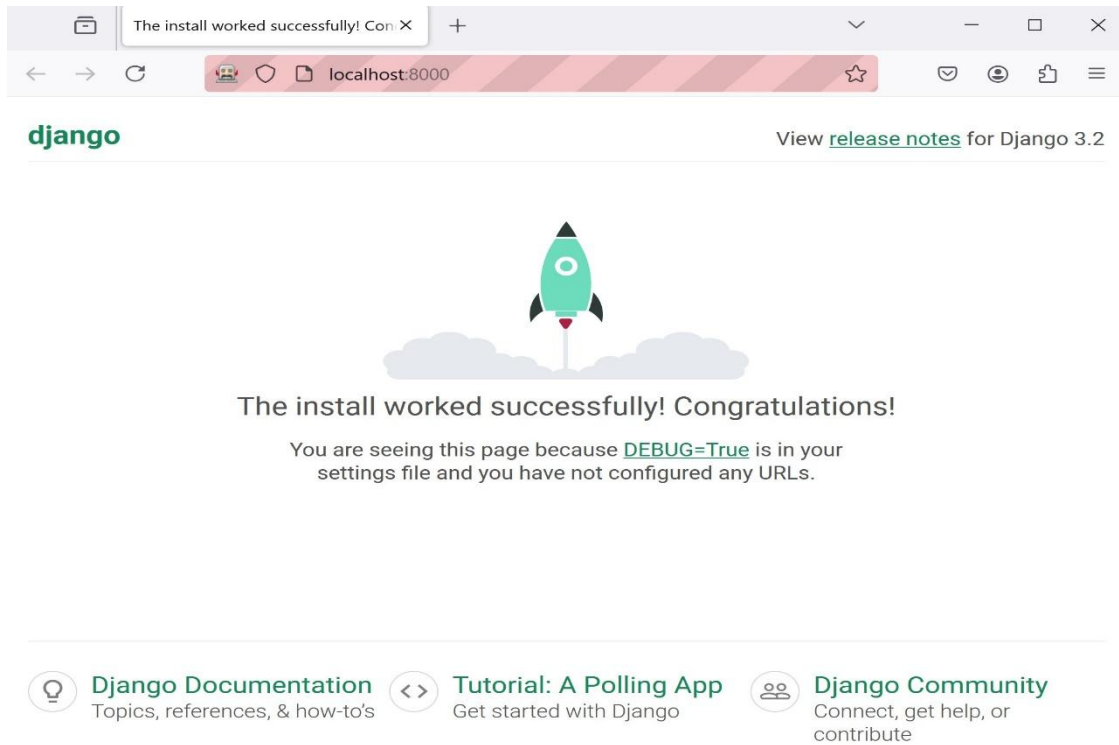 The install worked successfully! Con
localhost:8000
django
View release notes for Django 3.2
The install worked successfully! Congratulations!
You are seeing this page because DEBUG=True is in your
settings file and you have not configured any URLs.
Django Documentation
Topics, references, & how-to's
Tutorial: A Polling App
Get started with Django
Django Community
Connect, get help, or
contribute